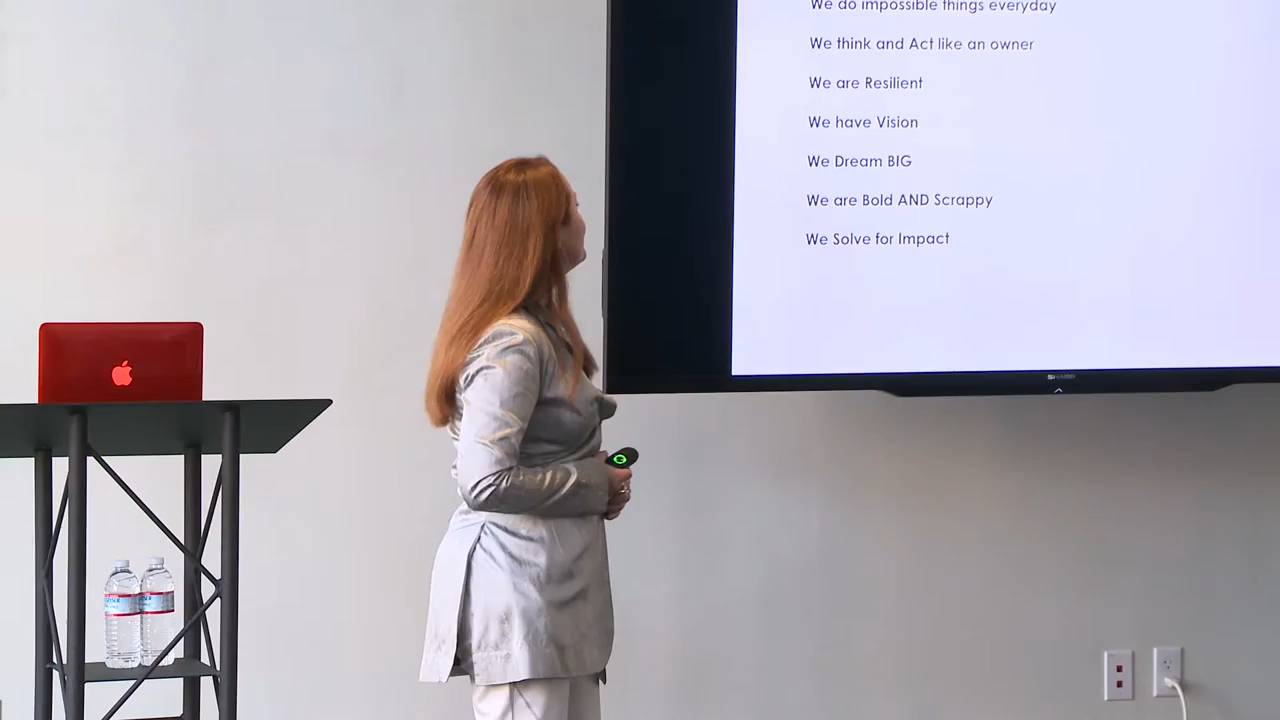 We do impossible things everyday
We think and Act like an owner
We are Resilient
We have Vision
We Dream BIG
We are Bold AND Scrappy
We Solve for Impact
SHARP